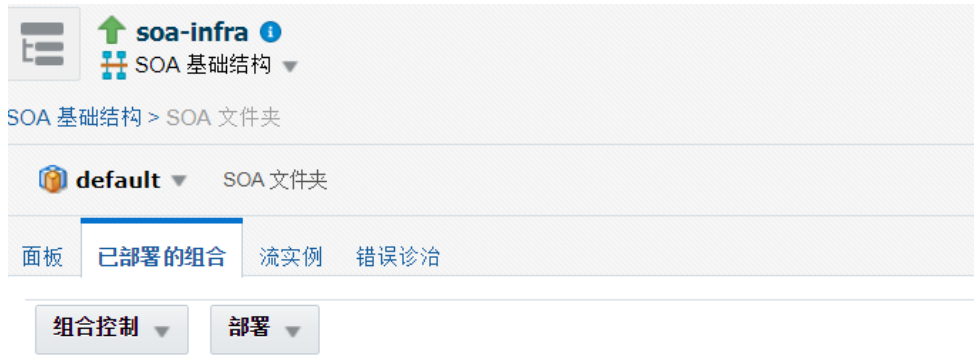 soa-infra
SOA 基础结构
SOA 基础结构 > SOA 文件夹
default SOA 文件夹
面板 已部署的组合 流实例 错误诊治
组合控制 部署